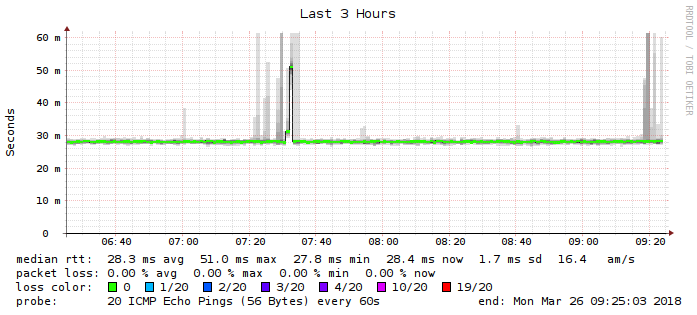 Last 3 Hours
RRDTOOL / TOBI OETIKER
Seconds
60 m
50 m
40 m
30 m
20 m
10 m
0
06:40 07:00 07:20 07:40 08:00 08:20 08:40 09:00 09:20
median rtt: 28.3 ms avg 51.0 ms max 27.8 ms min 28.4 ms now 1.7 ms sd 16.4 am/s
packet loss: 0.00 % avg 0.00 % max 0.00 % min 0.00 % now
loss color: 0 1/20 2/20 3/20 4/20 10/20 19/20
probe: 20 ICMP Echo Pings (56 Bytes) every 60s end: Mon Mar 26 09:25:03 2018